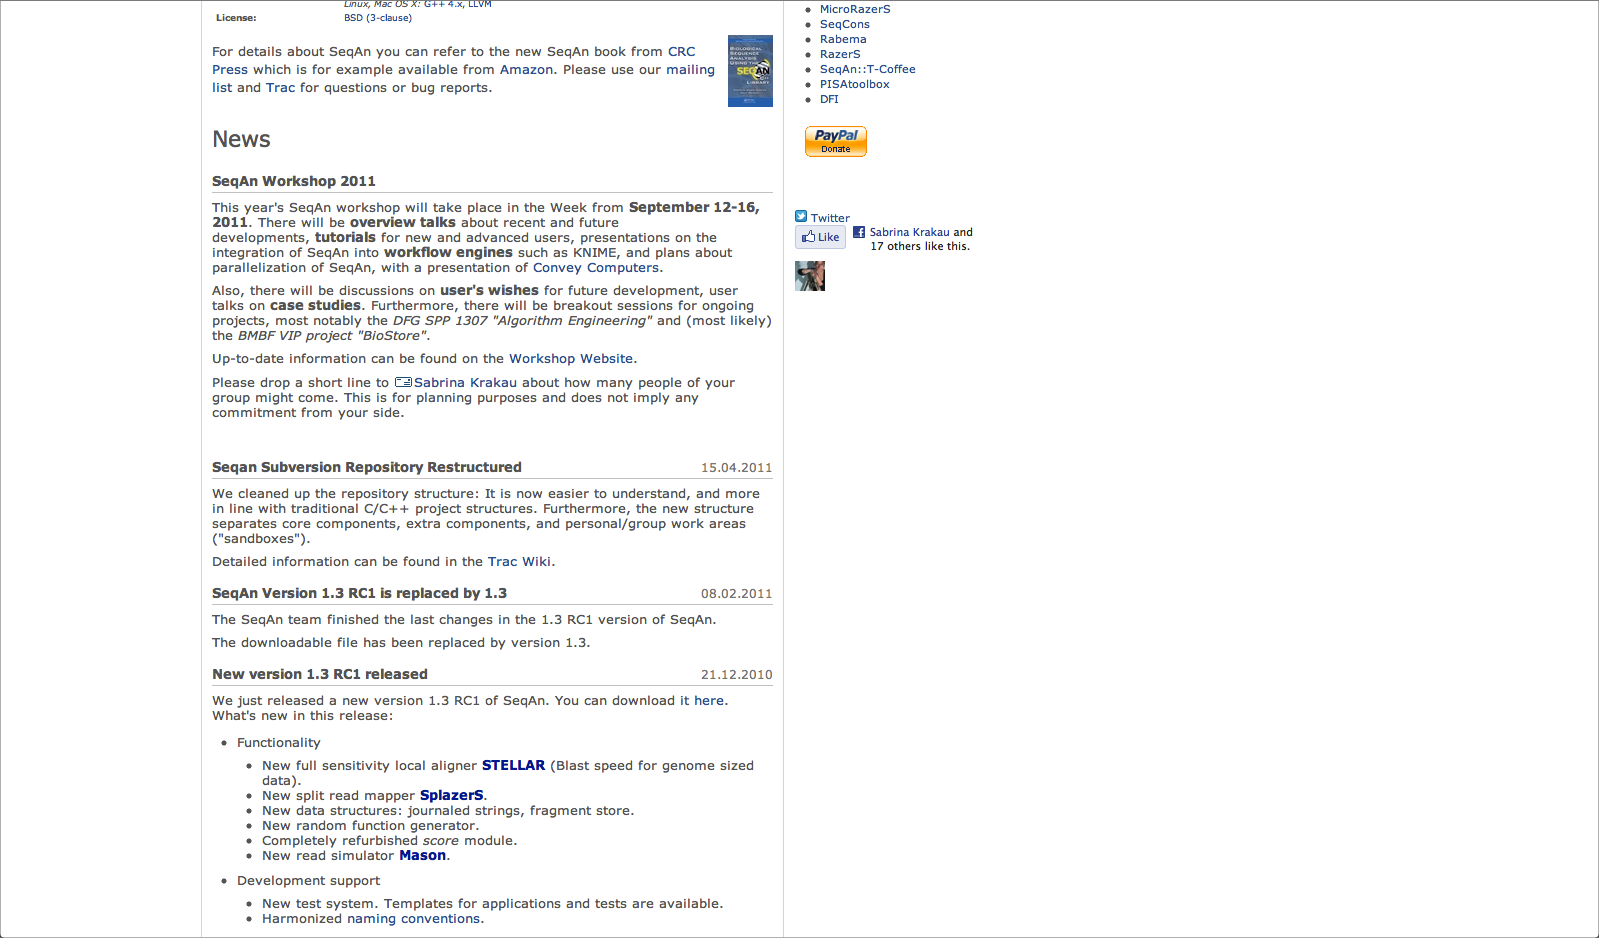 Linux, Mac OS X: G++ 4.x, LLVM
License: BSD (3-clause)
For details about SeqAn you can refer to the new SeqAn book from CRC
Press which is for example available from Amazon. Please use our mailing
list and Trac for questions or bug reports.
BIOLOGICAL
SEQUENCE
ANALYSIS
USING THE
SEQAN
LIBRARY
News
SeqAn Workshop 2011
This year's SeqAn workshop will take place in the Week from September 12-16,
2011. There will be overview talks about recent and future
developments, tutorials for new and advanced users, presentations on the
integration of SeqAn into workflow engines such as KNIME, and plans about
parallelization of SeqAn, with a presentation of Convey Computers.
Also, there will be discussions on user's wishes for future development, user
talks on case studies. Furthermore, there will be breakout sessions for ongoing
projects, most notably the DFG SPP 1307 "Algorithm Engineering" and (most likely)
the BMBF VIP project "BioStore".
Up-to-date information can be found on the Workshop Website.
Please drop a short line to Sabrina Krakau about how many people of your
group might come. This is for planning purposes and does not imply any
commitment from your side.
Seqan Subversion Repository Restructured 15.04.2011
We cleaned up the repository structure: It is now easier to understand, and more
in line with traditional C/C++ project structures. Furthermore, the new structure
separates core components, extra components, and personal/group work areas
("sandboxes").
Detailed information can be found in the Trac Wiki.
SeqAn Version 1.3 RC1 is replaced by 1.3 08.02.2011
The SeqAn team finished the last changes in the 1.3 RC1 version of SeqAn.
The downloadable file has been replaced by version 1.3.
New version 1.3 RC1 released 21.12.2010
We just released a new version 1.3 RC1 of SeqAn. You can download it here.
What's new in this release:
Functionality
New full sensitivity local aligner STELLAR (Blast speed for genome sized
data).
New split read mapper SplazerS.
New data structures: journaled strings, fragment store.
New random function generator.
Completely refurbished score module.
New read simulator Mason.
Development support
New test system. Templates for applications and tests are available.
Harmonized naming conventions.
MicroRazerS
SeqCons
Rabema
RazerS
SeqAn::T-Coffee
PISAtoolbox
DFI
PayPal
Donate
Twitter
Like
Sabrina Krakau and
17 others like this.